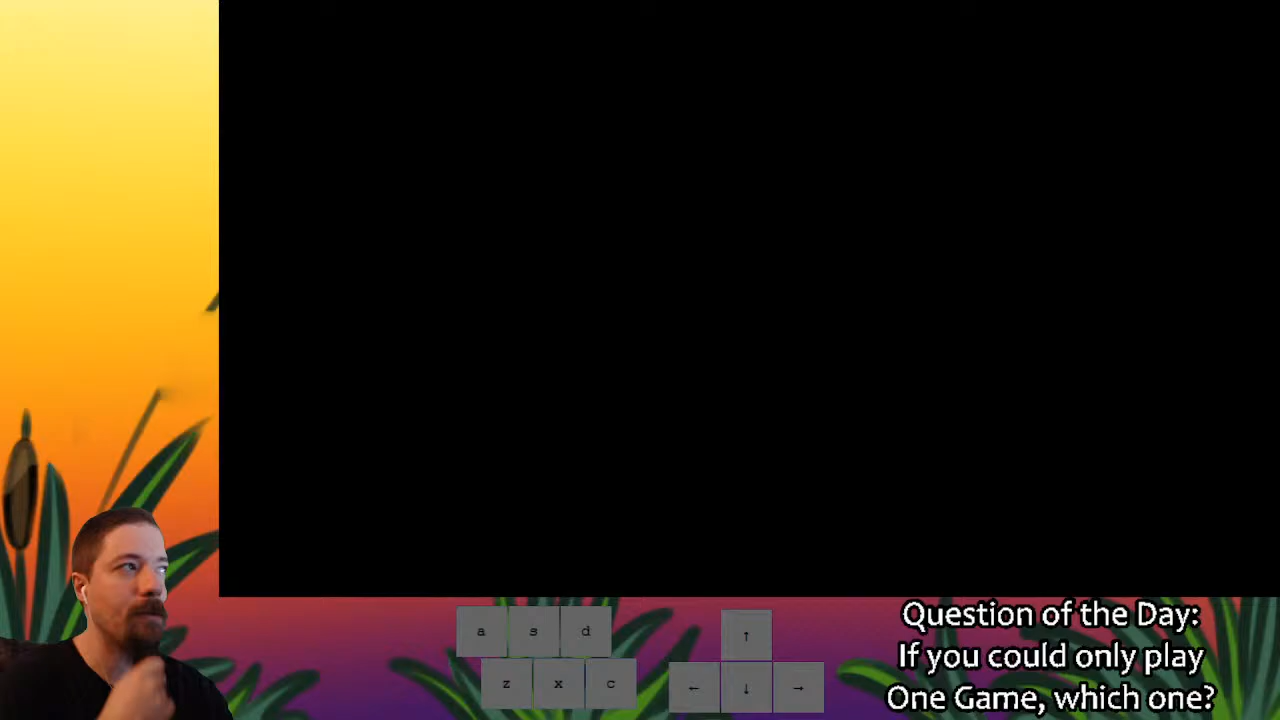 a s d
z x c
↑
← ↓ →
Question of the Day:
If you could only play
One Game, which one?